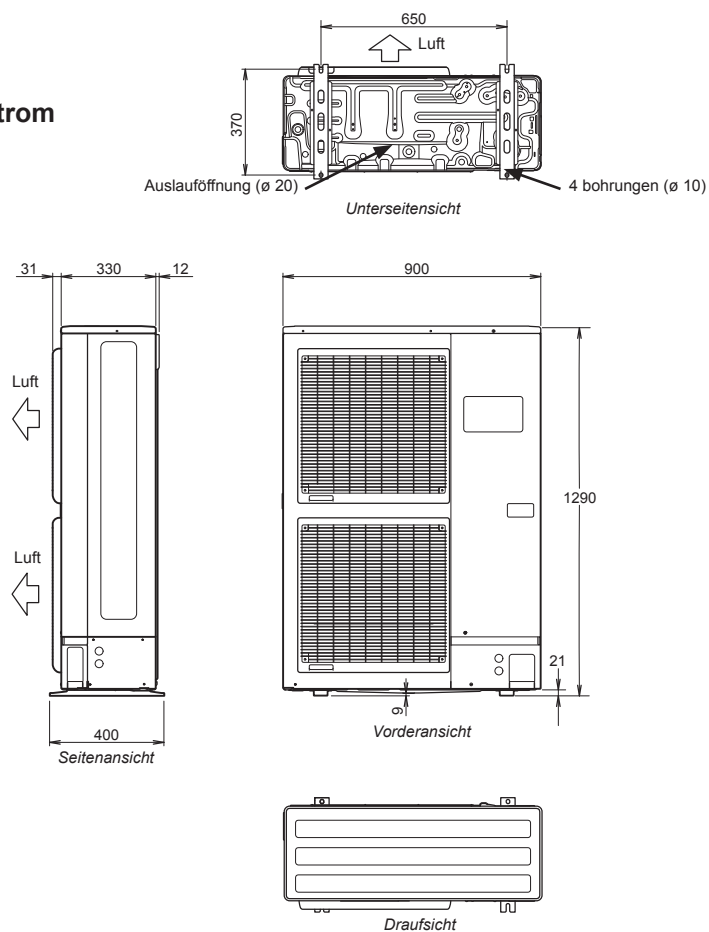 650
Luft
trom
370
Auslauföffnung (ø 20)
4 bohrungen (ø 10)
Unterseitensicht
31
330
12
900
Luft
1290
Luft
21
9
400
Vorderansicht
Seitenansicht
Draufsicht